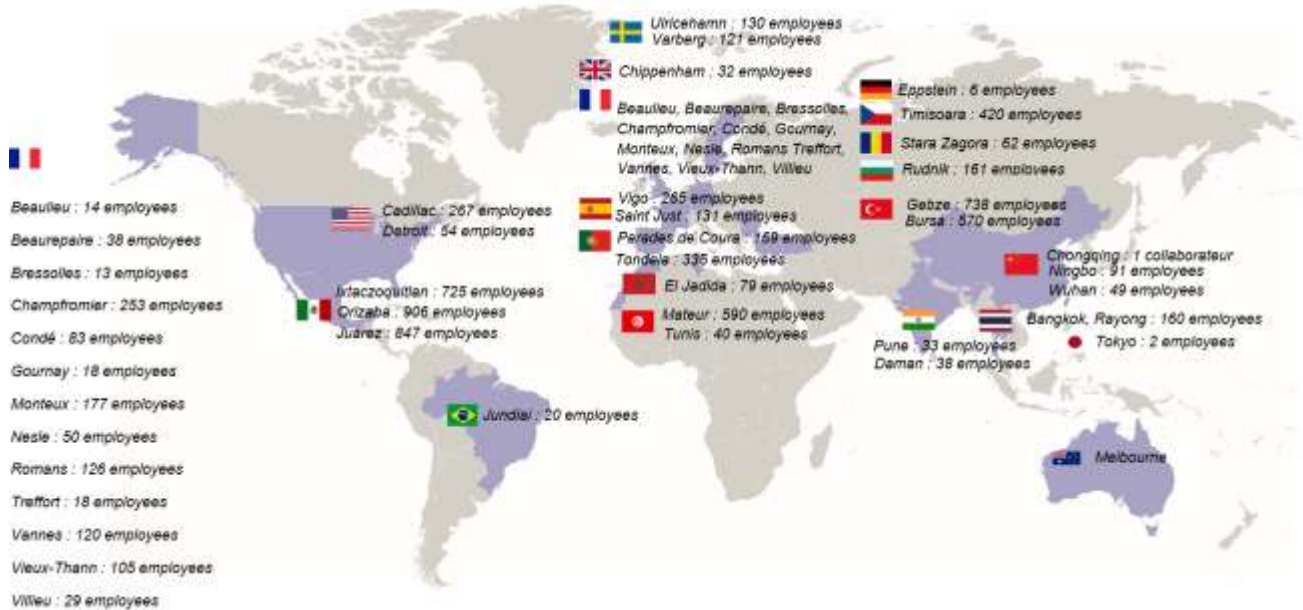 Ulricehamn : 130 employees
Varberg : 121 employees
Chippenham : 32 employees
Beaulieu, Beaurepaire, Bressolles,
Champfromier, Condé, Gournay,
Monteux, Nesle, Romans Treffort,
Vannes, Vieux-Thann, Villieu
Vigo : 265 employees
Saint Just : 131 employees
Paredes de Coura : 159 employees
Tondela : 335 employees
El Jadida : 79 employees
Mateur : 590 employees
Tunis : 40 employees
Eppstein : 6 employees
Timisoara : 420 employees
Stara Zagora : 62 employees
Rudnik : 161 employees
Gebze : 738 employees
Bursa : 570 employees
Chongqing : 1 collaborateur
Ningbo : 91 employees
Wuhan : 49 employees
Bangkok, Rayong : 160 employees
Tokyo : 2 employees
Pune : 33 employees
Daman : 38 employees
Melbourne
Cadillac : 267 employees
Detroit : 54 employees
Ixtaczoquitlan : 725 employees
Orizaba : 906 employees
Juarez : 847 employees
Jundiai : 20 employees
Beaulieu : 14 employees
Beaurepaire : 38 employees
Bressolles : 13 employees
Champfromier : 253 employees
Condé : 83 employees
Gournay : 18 employees
Monteux : 177 employees
Nesle : 50 employees
Romans : 126 employees
Treffort : 18 employees
Vannes : 120 employees
Vieux-Thann : 105 employees
Villieu : 29 employees